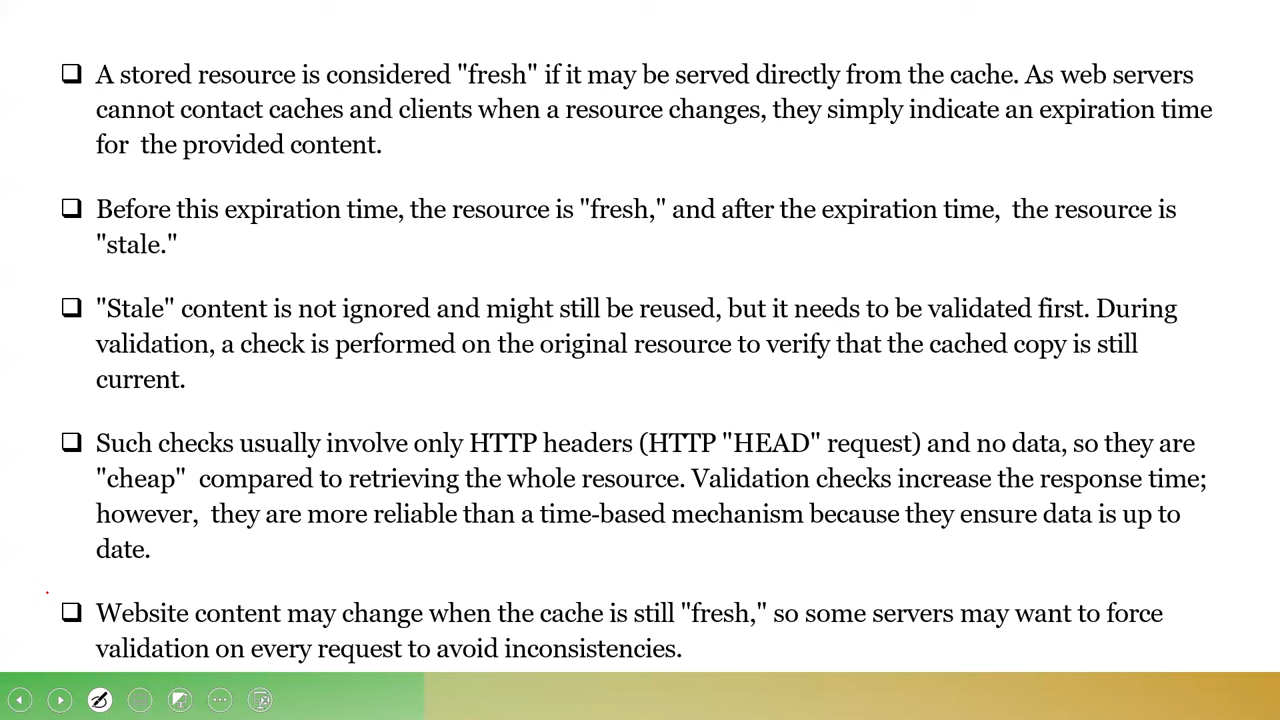 A stored resource is considered "fresh" if it may be served directly from the cache. As web servers
cannot contact caches and clients when a resource changes, they simply indicate an expiration time
for the provided content.
Before this expiration time, the resource is "fresh," and after the expiration time, the resource is
"stale."
"Stale" content is not ignored and might still be reused, but it needs to be validated first. During
validation, a check is performed on the original resource to verify that the cached copy is still
current.
Such checks usually involve only HTTP headers (HTTP "HEAD" request) and no data, so they are
"cheap" compared to retrieving the whole resource. Validation checks increase the response time;
however, they are more reliable than a time-based mechanism because they ensure data is up to
date.
Website content may change when the cache is still "fresh," so some servers may want to force
validation on every request to avoid inconsistencies.